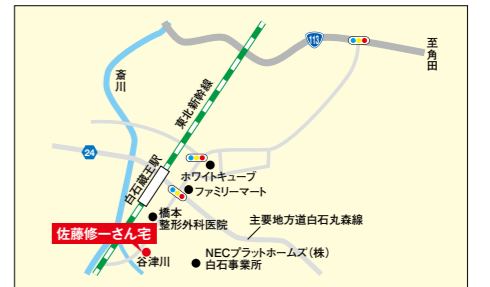 113
至角田
斎川
東北新幹線
24
白石蔵王駅
ホワイトキューブ
ファミリーマート
橋本
整形外科医院
主要地方道白石丸森線
佐藤修一さん宅
谷津川
NECプラットホームズ（株）
白石事業所